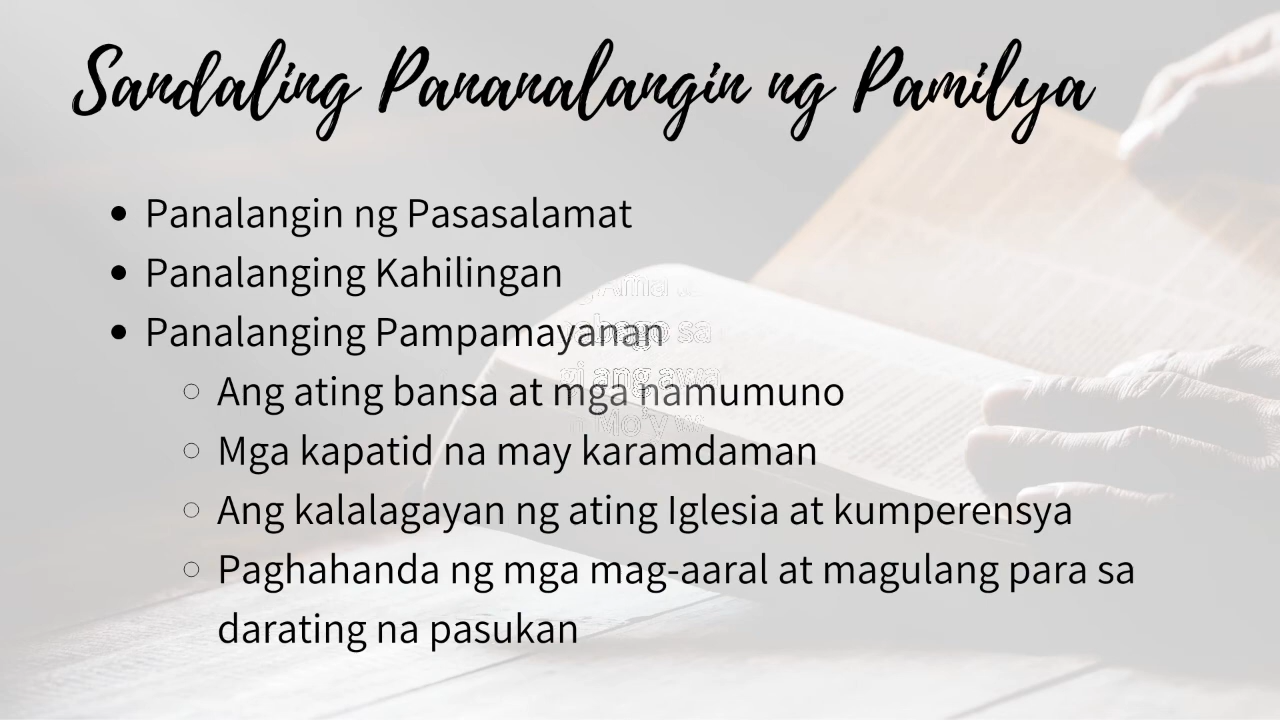 Sandaling Pananalangin ng Pamilya
Panalangin ng Pasasalamat
Panalanging Kahilingan
Panalanging Pampamayanan
Ang ating bansa at mga namumuno
Mga kapatid na may karamdaman
Ang kalalagayan ng ating Iglesia at kumperensya
Paghahanda ng mga mag-aaral at magulang para sa
darating na pasukan